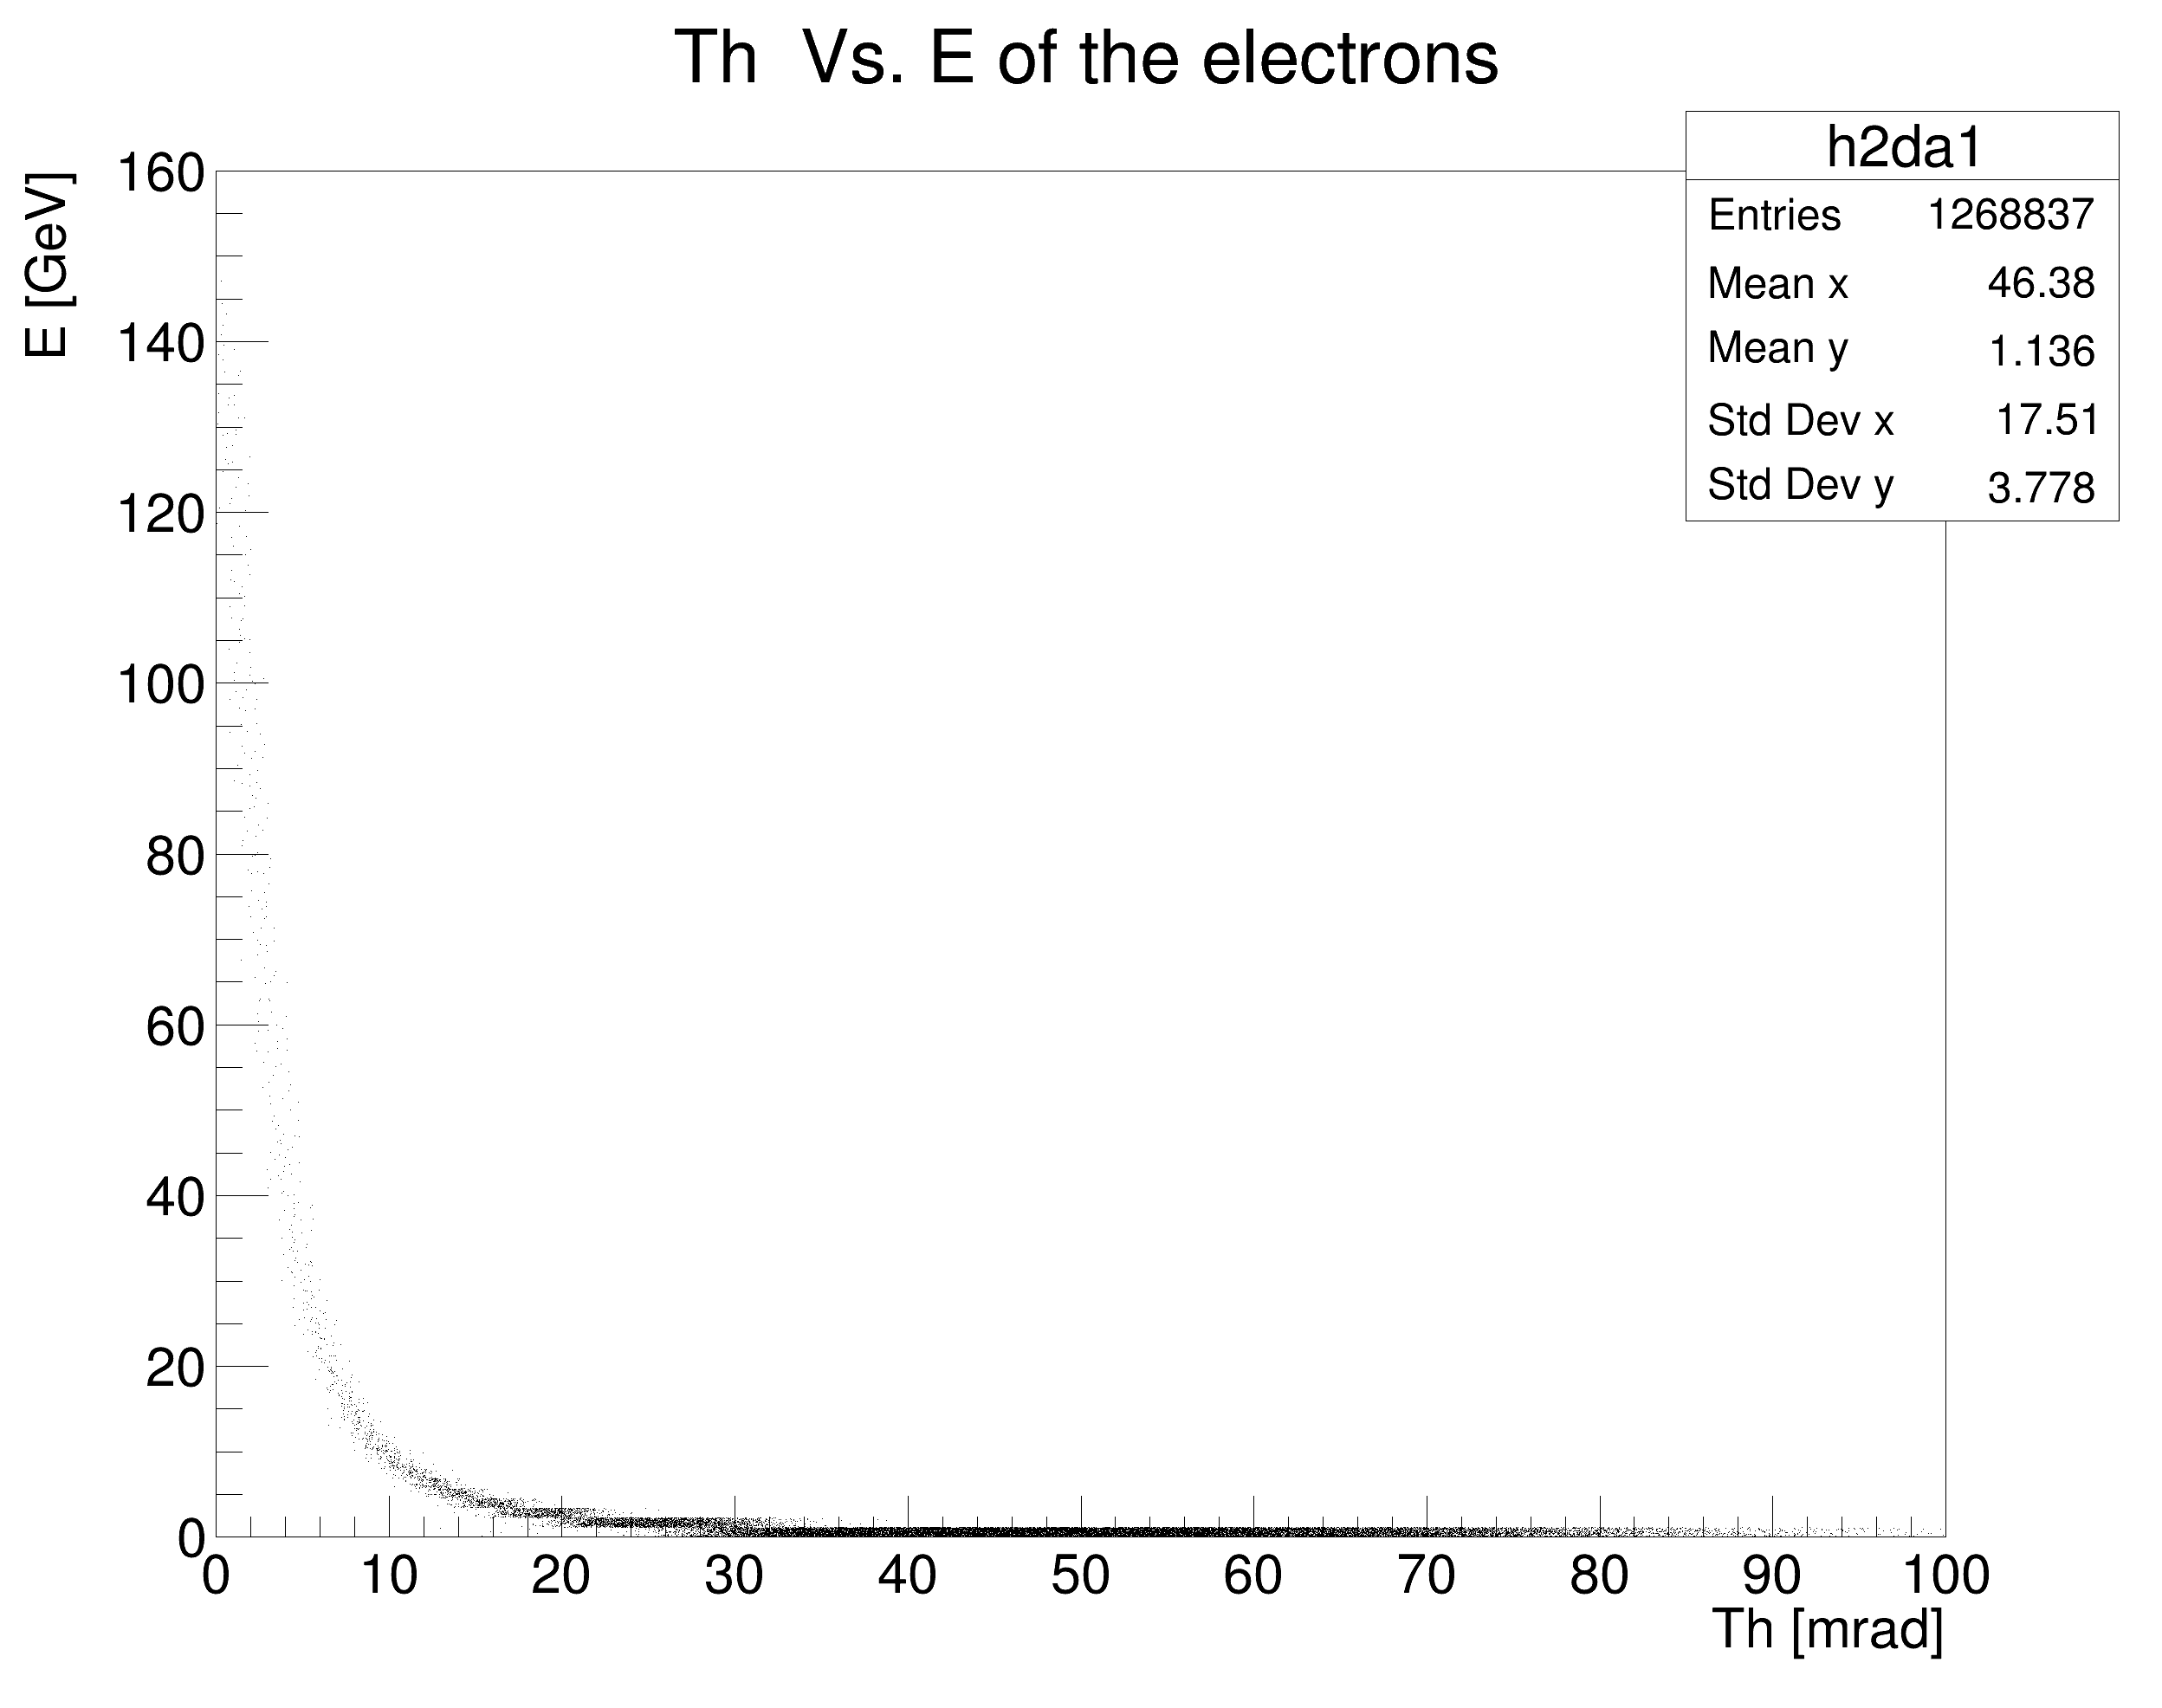 Th Vs. E of the electrons
h2da1
Entries 1268837
Mean x 46.38
Mean y 1.136
Std Dev x 17.51
Std Dev y 3.778
E [GeV]
160
140
120
100
80
60
40
20
0
0 10 20 30 40 50 60 70 80 90 100
Th [mrad]